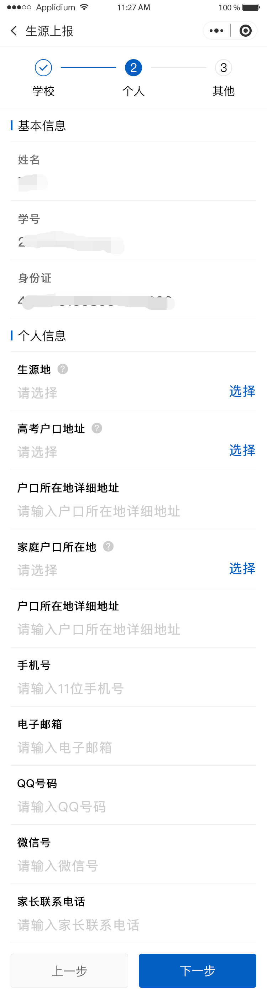 Applidium 11:27 AM 100 %
生源上报
2 3
学校 个人 其他
基本信息
姓名
学号
2
身份证
4
个人信息
生源地 ?
请选择 选择
高考户口地址 ?
请选择 选择
户口所在地详细地址
请输入户口所在地详细地址
家庭户口所在地 ?
请选择 选择
户口所在地详细地址
请输入户口所在地详细地址
手机号
请输入11位手机号
电子邮箱
请输入电子邮箱
QQ号码
请输入QQ号码
微信号
请输入微信号
家长联系电话
请输入家长联系电话
上一步 下一步